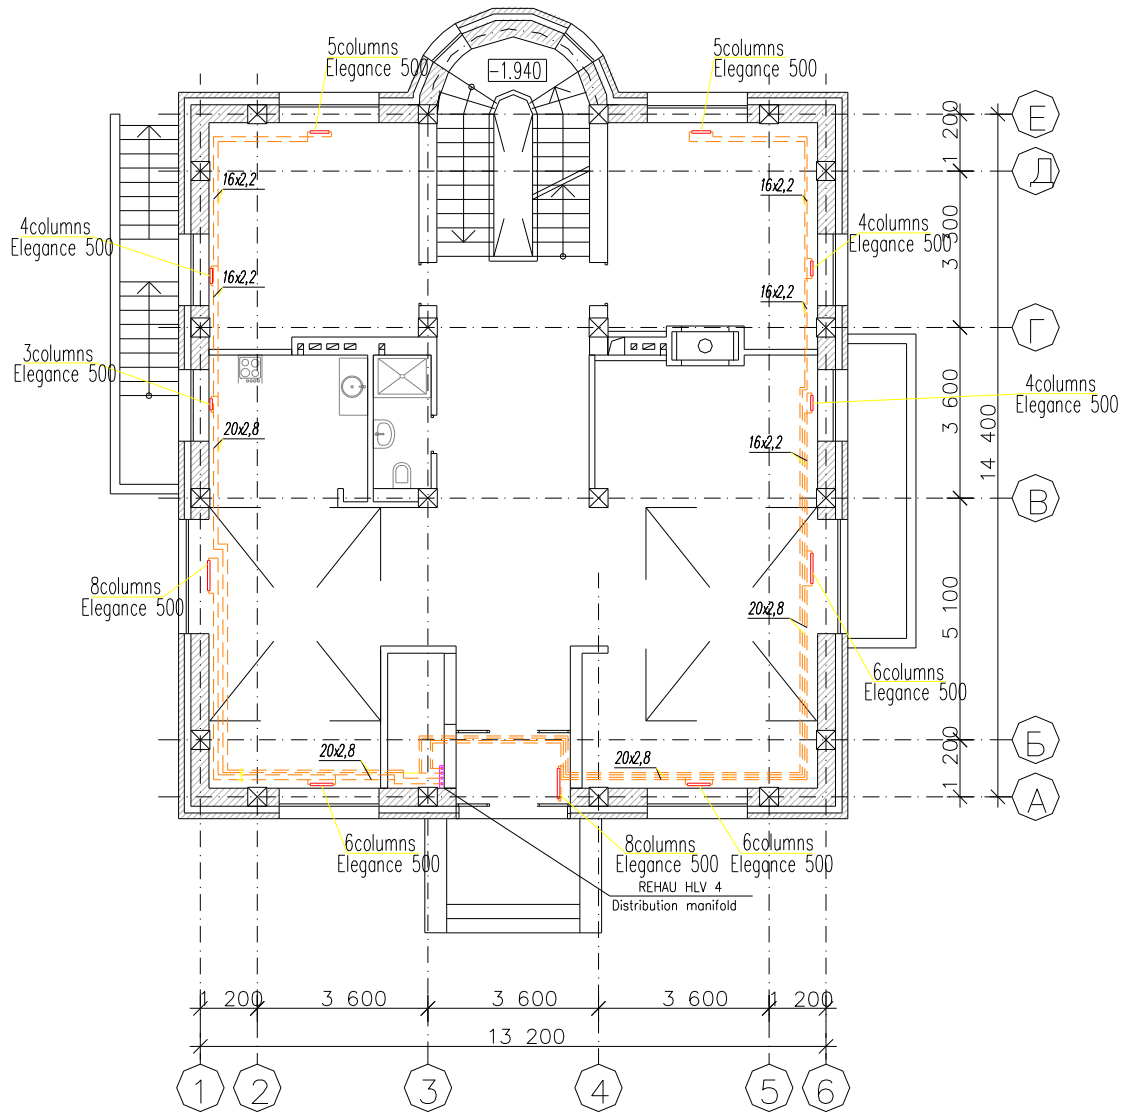 5columns
Elegance 500
5columns
Elegance 500
-1.940
1 200
Е
Д
16x2,2
16x2,2
4columns
Elegance 500
4columns
Elegance 500
3 300
16x2,2
16x2,2
Г
3columns
Elegance 500
4columns
Elegance 500
3 600
14 400
20x2,8
16x2,2
В
8columns
Elegance 500
20x2,8
5 100
6columns
Elegance 500
20x2,8
20x2,8
1 200
Б
А
6columns
Elegance 500
8columns
Elegance 500
6columns
Elegance 500
REHAU HLV 4
Distribution manifold
1 200
3 600
3 600
3 600
1 200
13 200
1
2
3
4
5
6